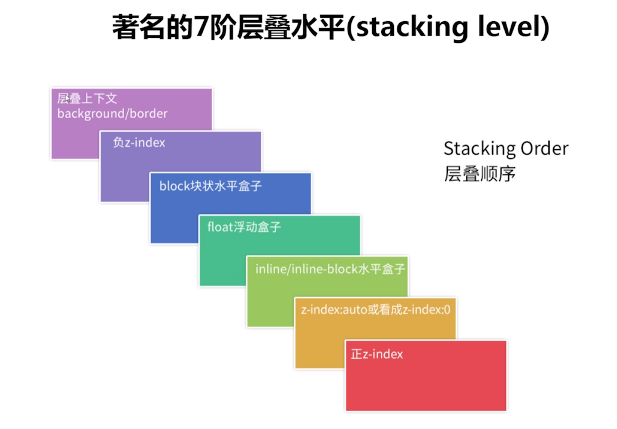 著名的7阶层叠水平(stacking level)
层叠上下文
background/border
负z-index
block块状水平盒子
float浮动盒子
inline/inline-block水平盒子
z-index:auto或看成z-index:0
正z-index
Stacking Order
层叠顺序